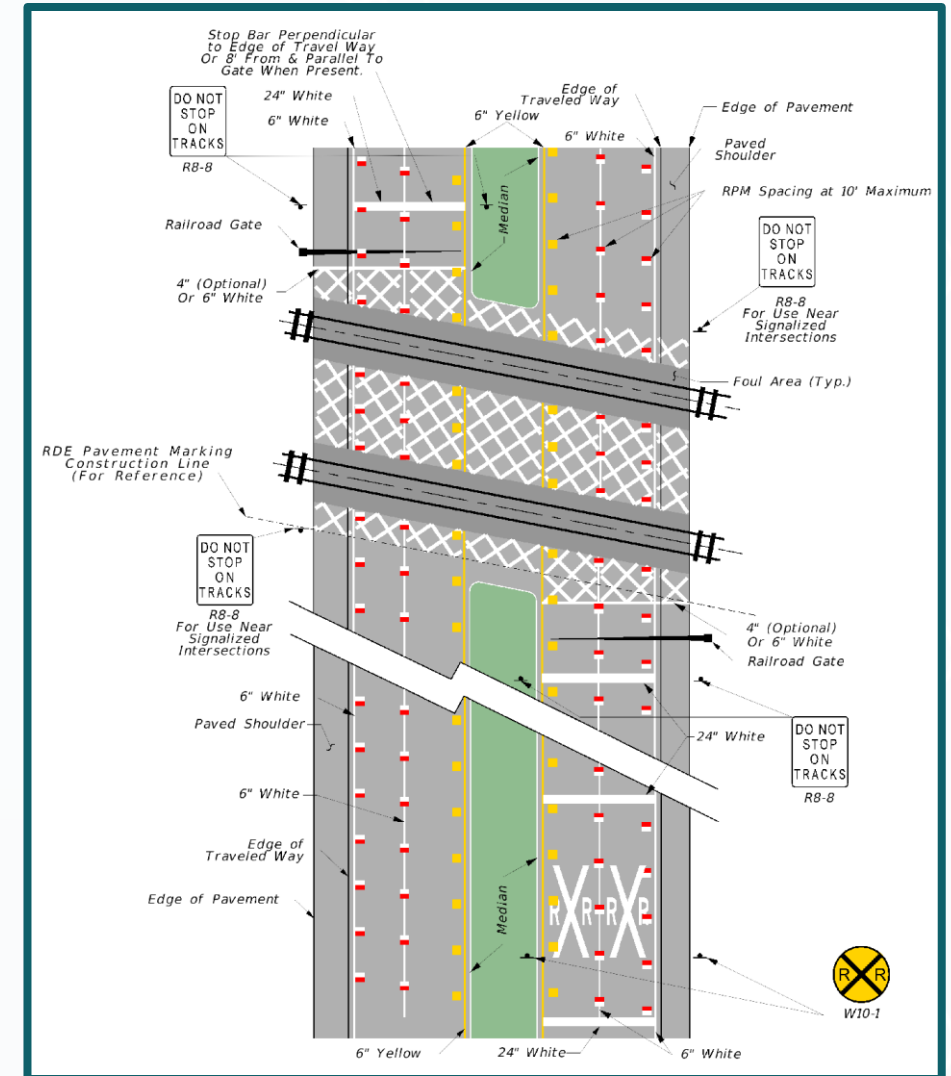 Stop Bar Perpendicular
to Edge of Travel Way
Or 8' From & Parallel To
Gate When Present.
24" White
6" White
DO NOT
STOP
ON
TRACKS
R8-8
6" Yellow
Edge of
Traveled Way
6" White
Edge of Pavement
Paved
Shoulder
RPM Spacing at 10' Maximum
Median
Railroad Gate
4" (Optional)
Or 6" White
DO NOT
STOP
ON
TRACKS
R8-8
For Use Near
Signalized
Intersections
Foul Area (Typ.)
RDE Pavement Marking
Construction Line
(For Reference)
DO NOT
STOP
ON
TRACKS
R8-8
For Use Near
Signalized
Intersections
4" (Optional)
Or 6" White
Railroad Gate
6" White
Paved Shoulder
24" White
DO NOT
STOP
ON
TRACKS
R8-8
6" White
Edge of
Traveled Way
Edge of Pavement
Median
R R R R
R R
W10-1
6" Yellow
24" White
6" White